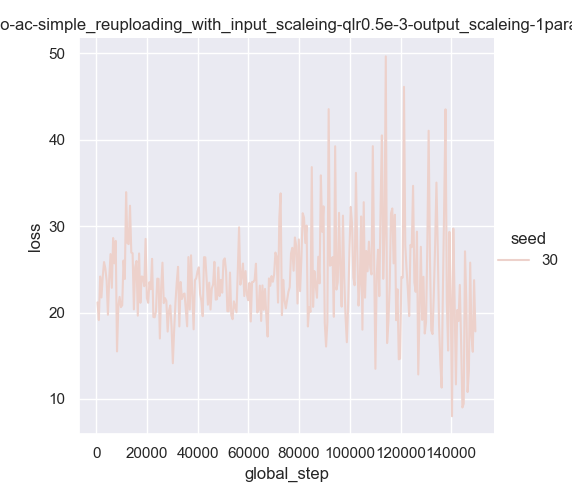 o-ac-simple_reuploading_with_input_scaleing-qlr0.5e-3-output_scaleing-1para
50
40
30
20
10
loss
seed
30
0 20000 40000 60000 80000 100000 120000 140000
global_step